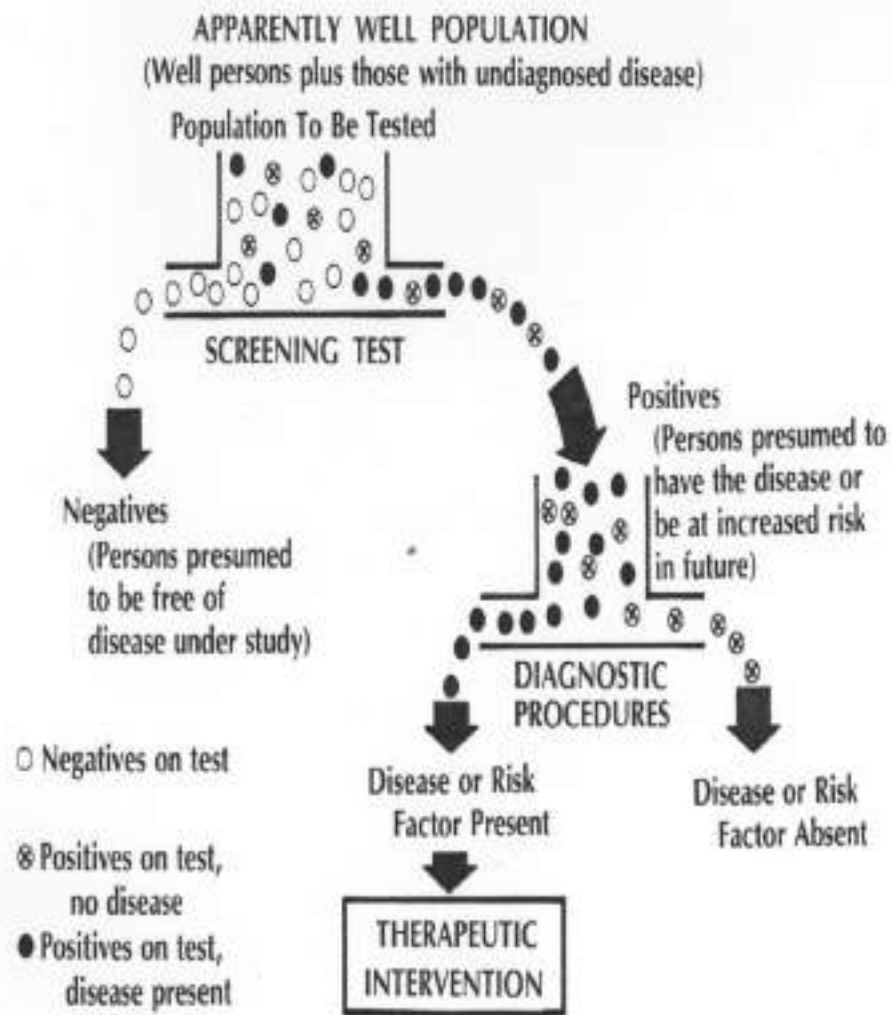 APPARENTLY WELL POPULATION
(Well persons plus those with undiagnosed disease)
Population To Be Tested
SCREENING TEST
Positives
(Persons presumed to
have the disease or
be at increased risk
in future)
Negatives
(Persons presumed
to be free of
disease under study)
DIAGNOSTIC
PROCEDURES
Negatives on test
Disease or Risk
Factor Present
Disease or Risk
Factor Absent
Positives on test,
no disease
Positives on test,
disease present
THERAPEUTIC
INTERVENTION